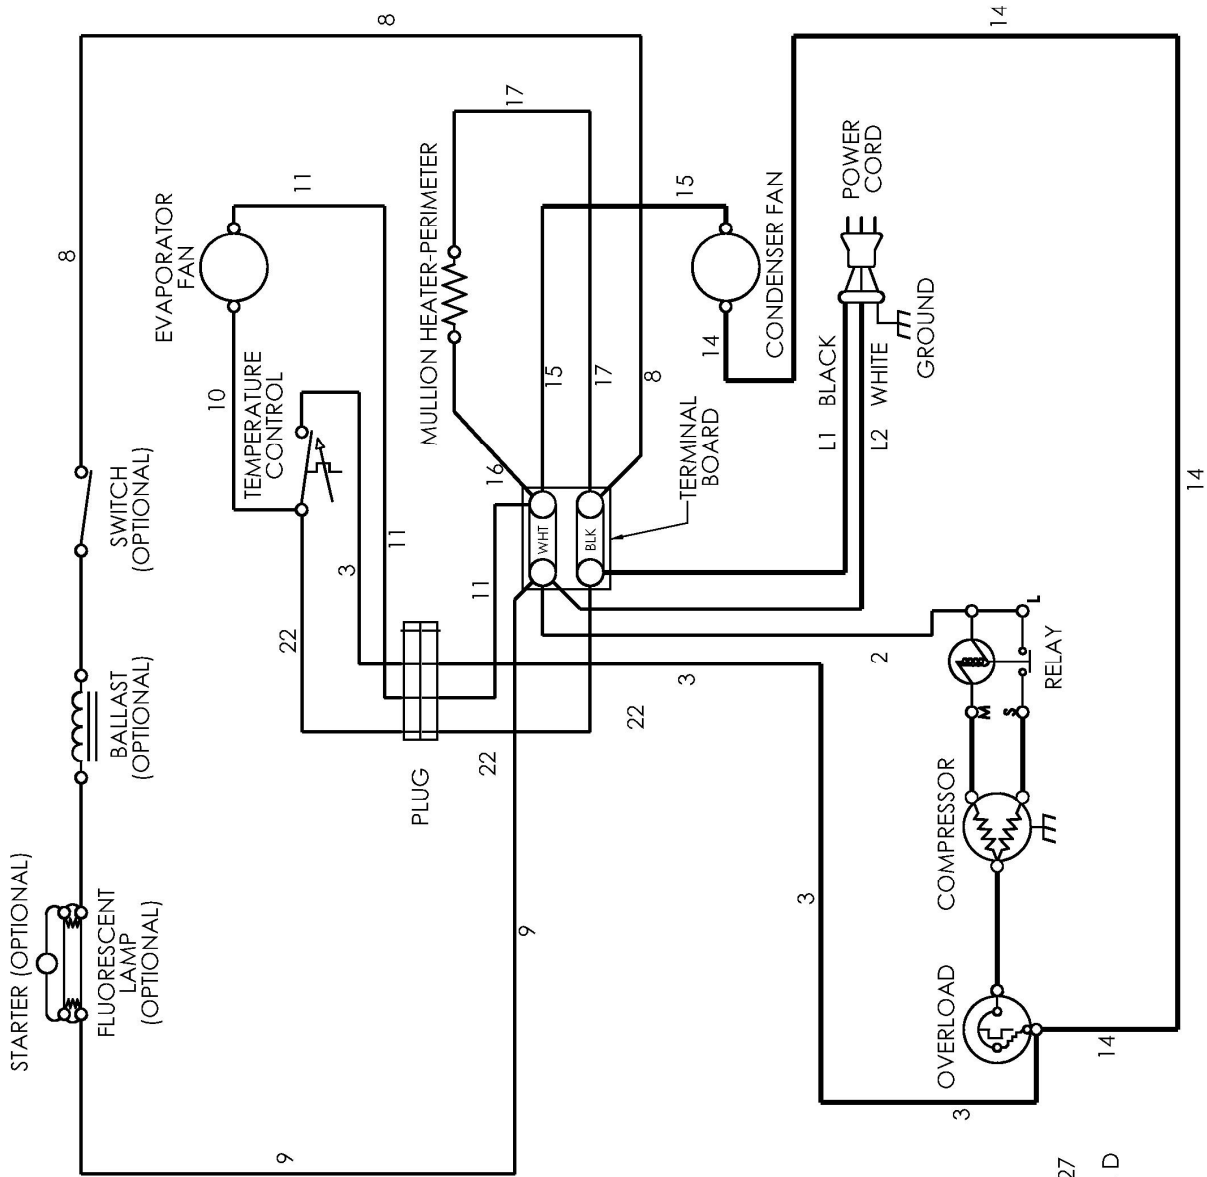 8
14
17
EVAPORATOR
FAN
11
8
MULLION HEATER-PERIMETER
15
CONDENSER FAN
POWER
CORD
14
GROUND
L1 BLACK
L2 WHITE
10
TEMPERATURE
CONTROL
15
17
8
SWITCH
(OPTIONAL)
16
WHT
BLK
TERMINAL
BOARD
14
3
11
11
22
2
L
RELAY
M
S
3
22
22
PLUG
BALLAST
(OPTIONAL)
COMPRESSOR
STARTER (OPTIONAL)
FLUORESCENT
LAMP
(OPTIONAL)
3
9
OVERLOAD
14
3
9
27
D